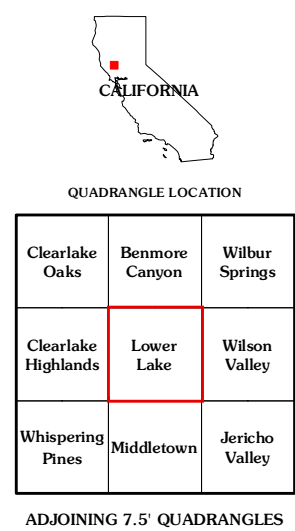 CALIFORNIA
QUADRANGLE LOCATION
Clearlake
Oaks
Benmore
Canyon
Wilbur
Springs
Clearlake
Highlands
Lower
Lake
Wilson
Valley
Whispering
Pines
Middletown
Jericho
Valley
ADJOINING 7.5' QUADRANGLES